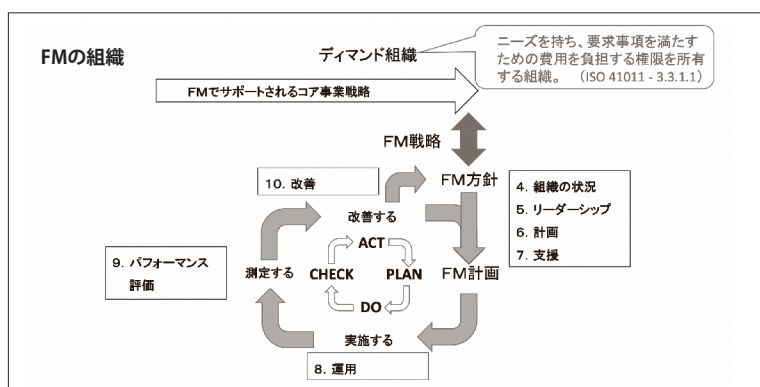 FMの組織
ディマンド組織
ニーズを持ち、要求事項を満たす
ための費用を負担する権限を所有
する組織。 （ISO 41011 - 3.3.1.1）
FMでサポートされるコア事業戦略
FM戦略
10. 改善
FM方針
4. 組織の状況
5. リーダーシップ
6. 計画
7. 支援
改善する
ACT
9. パフォーマンス
評価
測定する
CHECK
PLAN
FM計画
DO
実施する
8. 運用